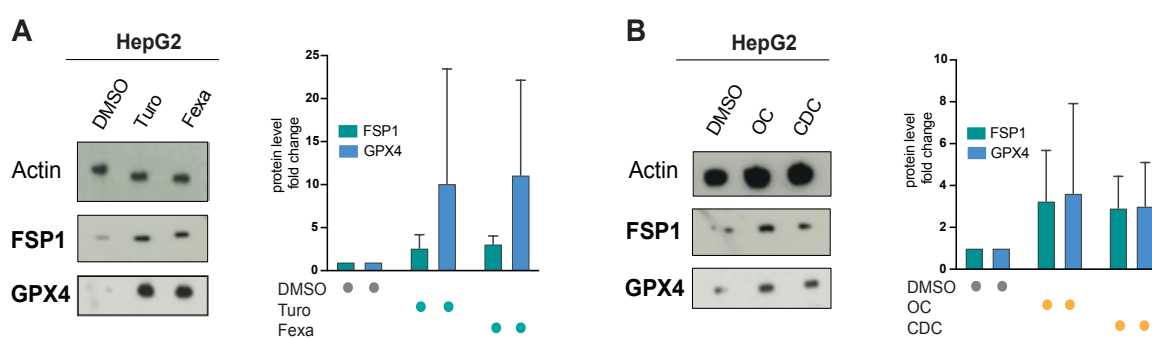 A
HepG2
DMSO
Turo
Fexa
Actin
FSP1
GPX4
protein level
fold change
25
20
15
10
5
0
FSP1
GPX4
DMSO
Turo
Fexa
B
HepG2
DMSO
OC
CDC
Actin
FSP1
GPX4
protein level
fold change
10
8
6
4
2
0
FSP1
GPX4
DMSO
OC
CDC